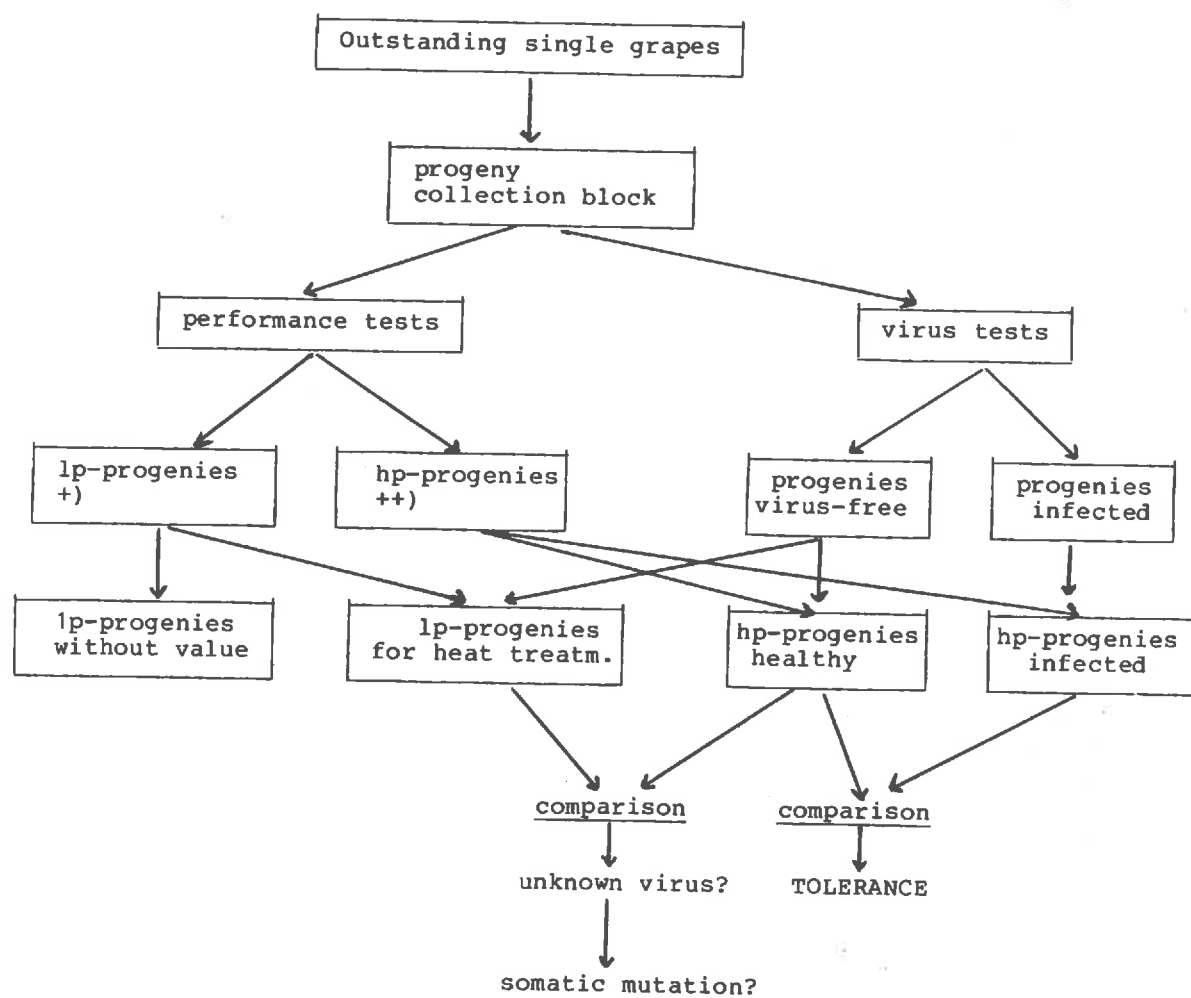 Outstanding single grapes
progeny
collection block
performance tests
virus tests
lp-progenies
+)
hp-progenies
++)
progenies
virus-free
progenies
infected
lp-progenies
without value
lp-progenies
for heat treatm.
hp-progenies
healthy
hp-progenies
infected
comparison
comparison
unknown virus?
TOLERANCE
somatic mutation?